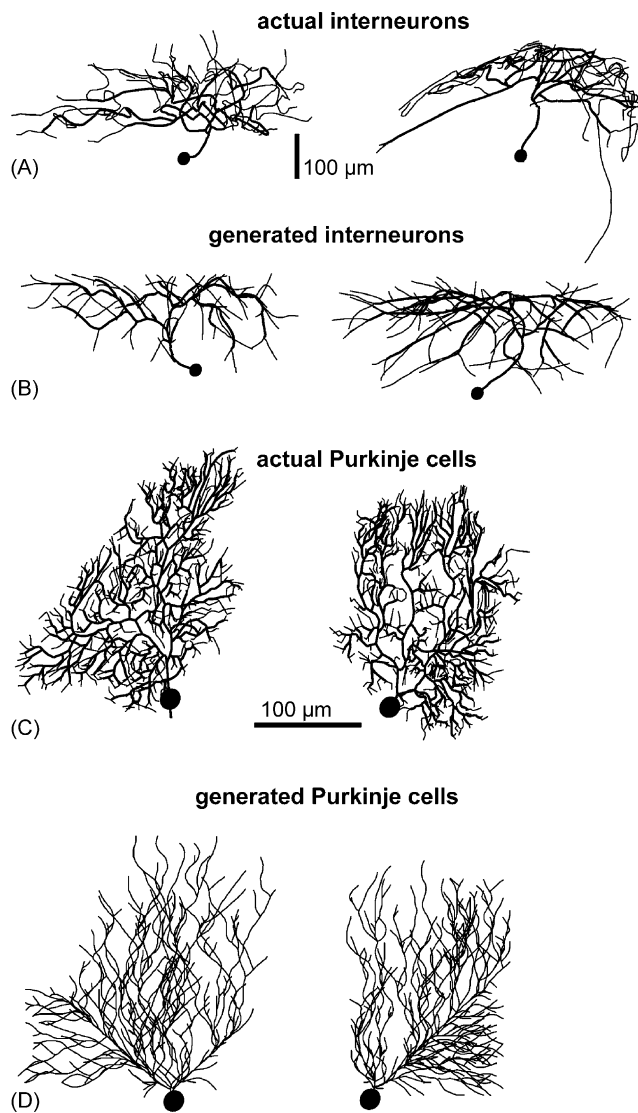 actual interneurons
(A)
100 µm
generated interneurons
(B)
actual Purkinje cells
(C)
100 µm
generated Purkinje cells
(D)